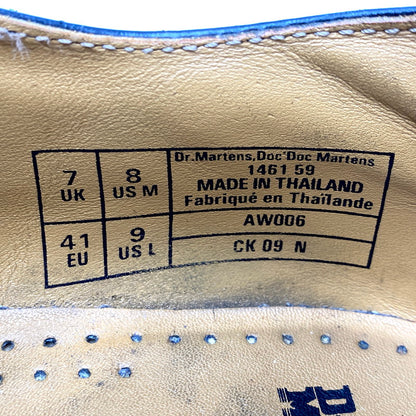 7
UK
8
US M
41
EU
9
US L
Dr.Martens,Doc'Doc Martens
1461 59
MADE IN THAILAND
Fabriqué en Thaïlande
AW006
CK 09 N
DM